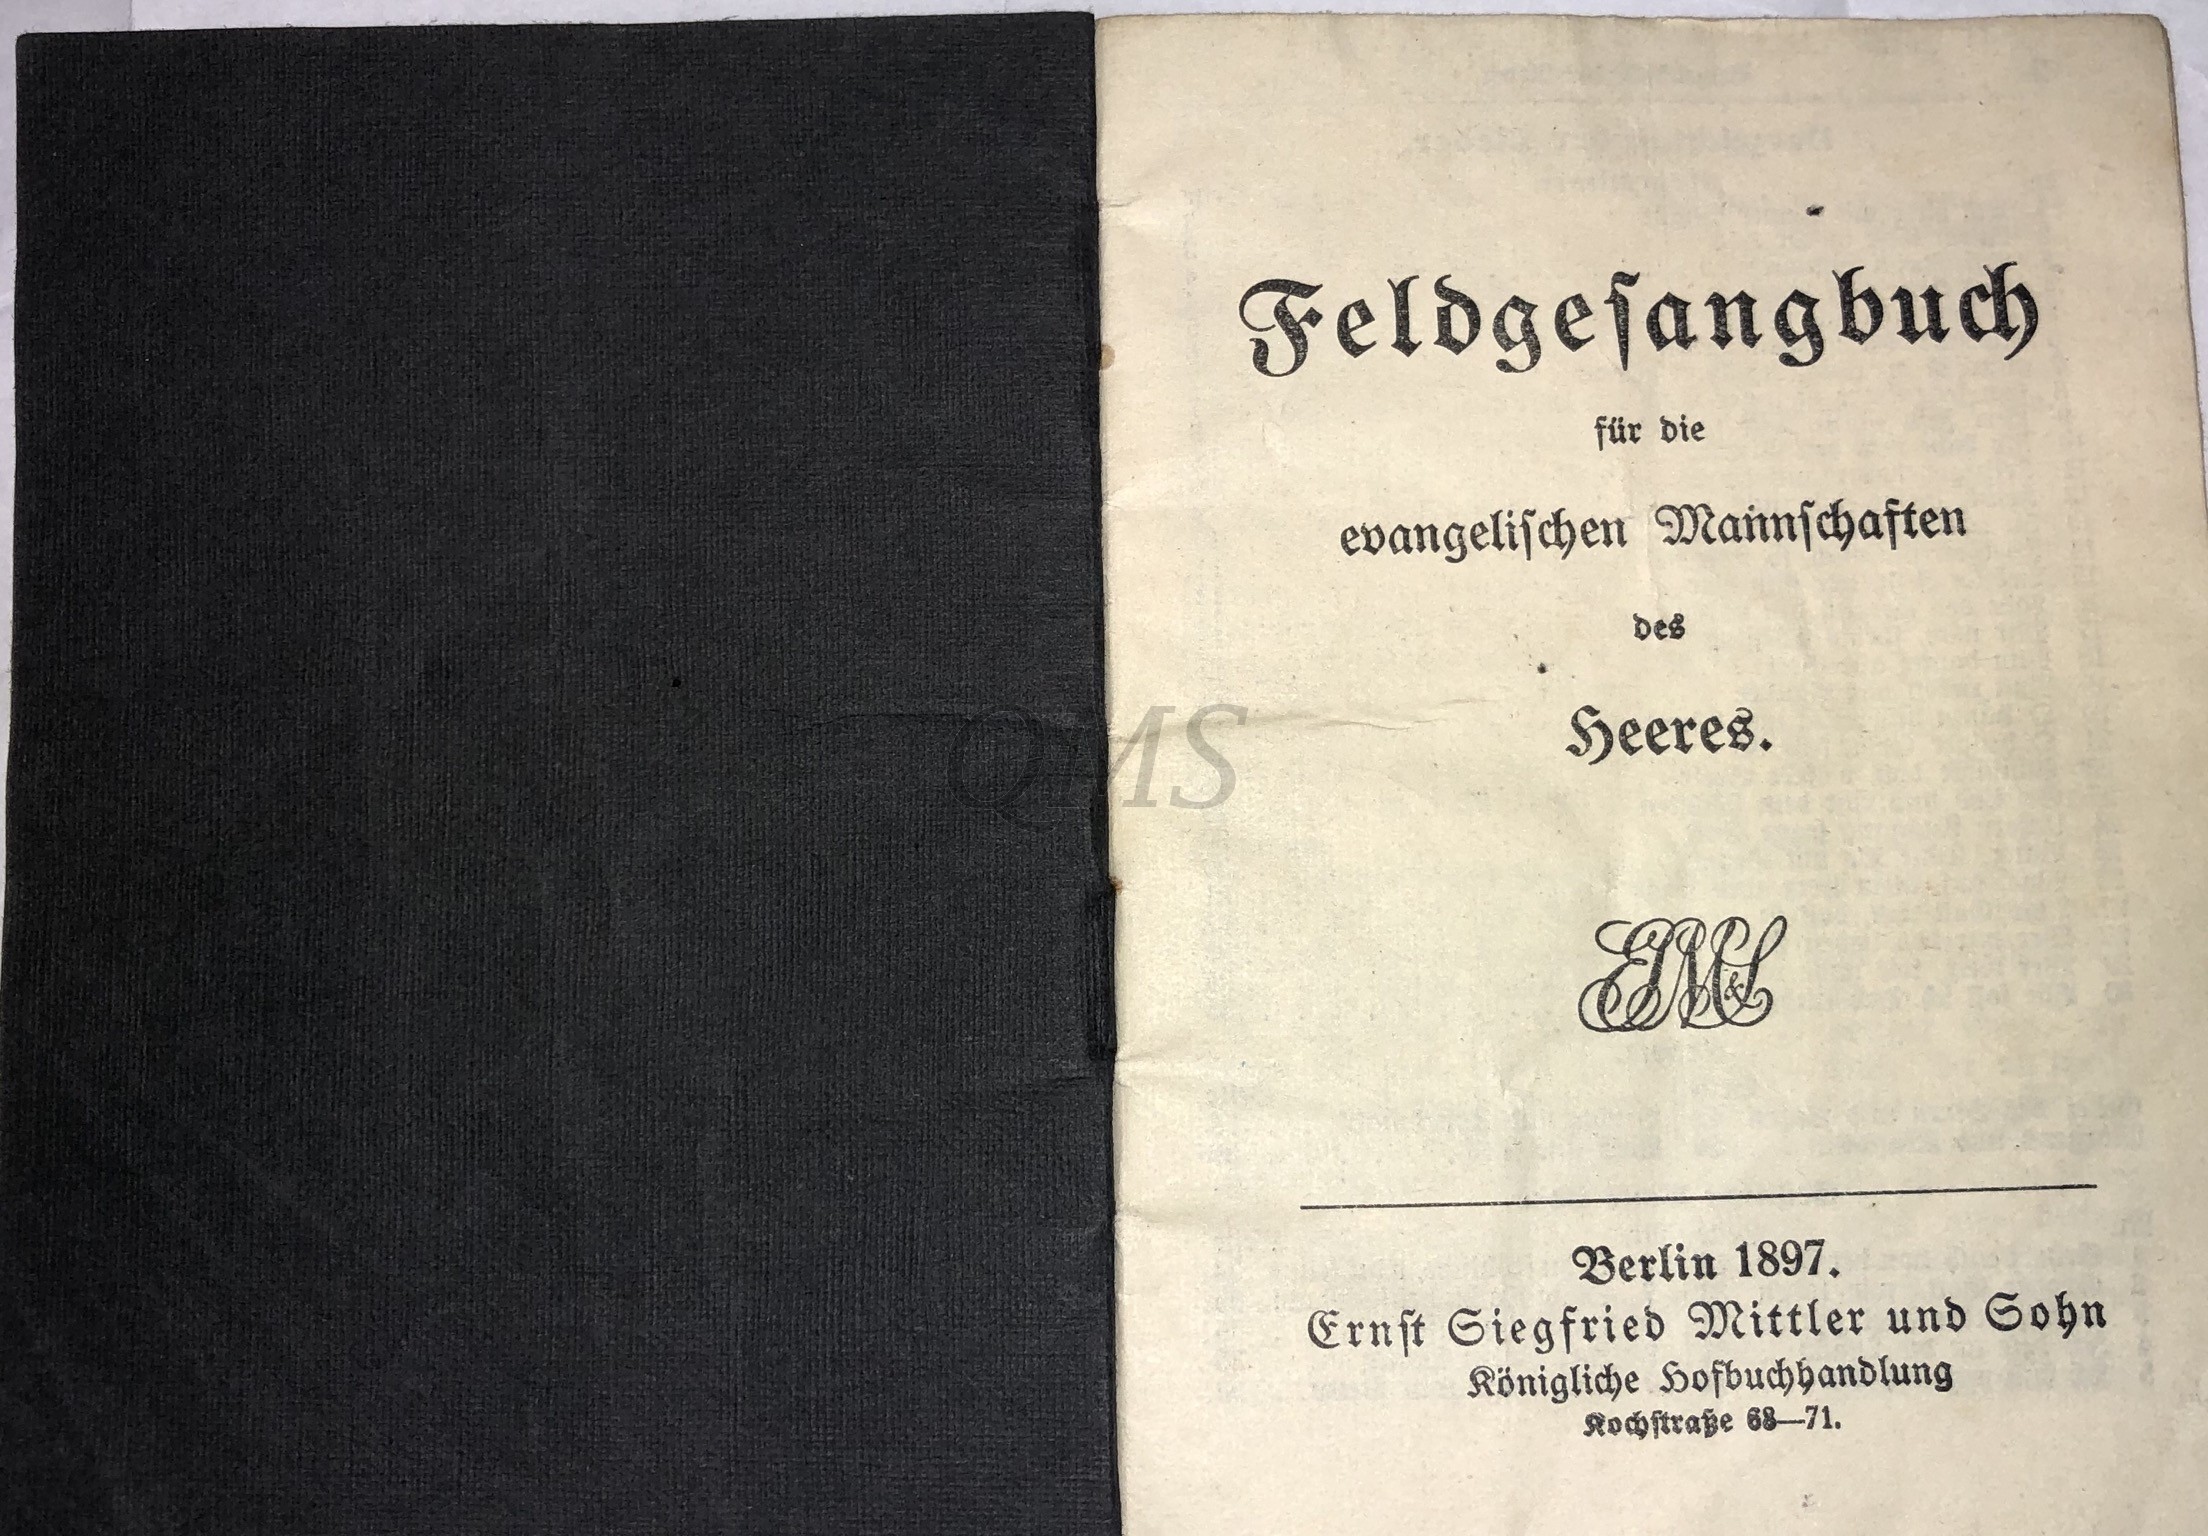 Feldgesangbuch
für die
evangelischen Mannschaften
des
Heeres.
QMS
Berlin 1897.
Ernst Siegfried Mittler und Sohn
Königliche Hofbuchhandlung
Kochstraße 68—71.